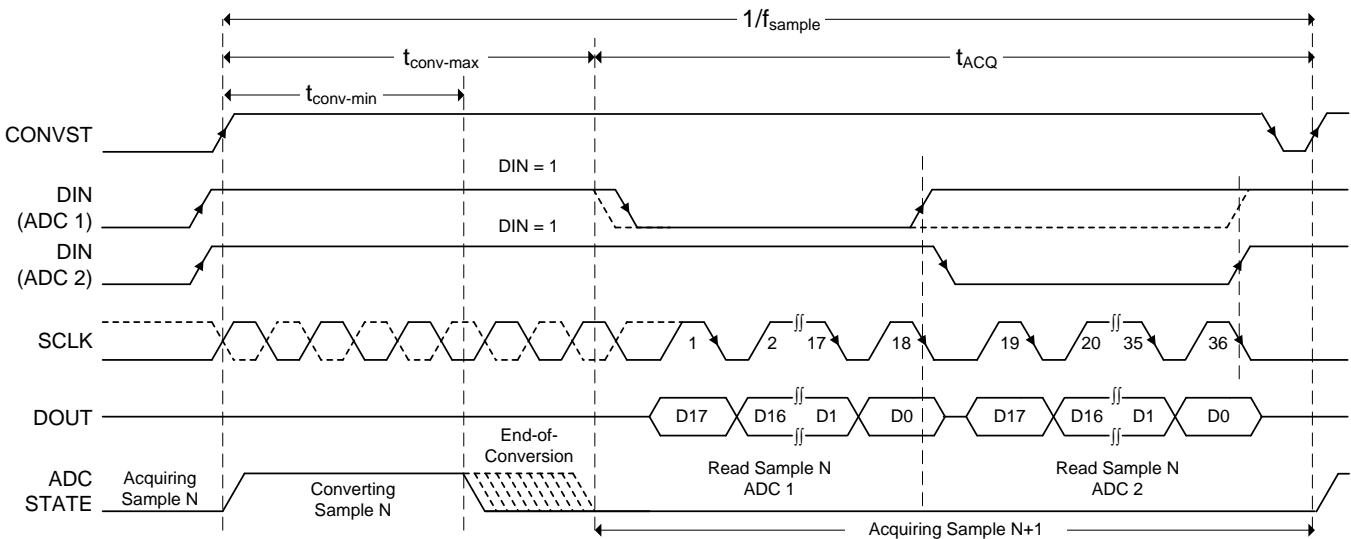 1/fsample
tconv-max
tACQ
tconv-min
CONVST
DIN = 1
DIN
(ADC 1)
DIN = 1
DIN
(ADC 2)
SCLK
1 2 17 18 19 20 35 36
DOUT
D17 D16 D1 D0 D17 D16 D1 D0
End-of-
Conversion
ADC
STATE
Acquiring
Sample N
Converting
Sample N
Read Sample N
ADC 1
Read Sample N
ADC 2
Acquiring Sample N+1